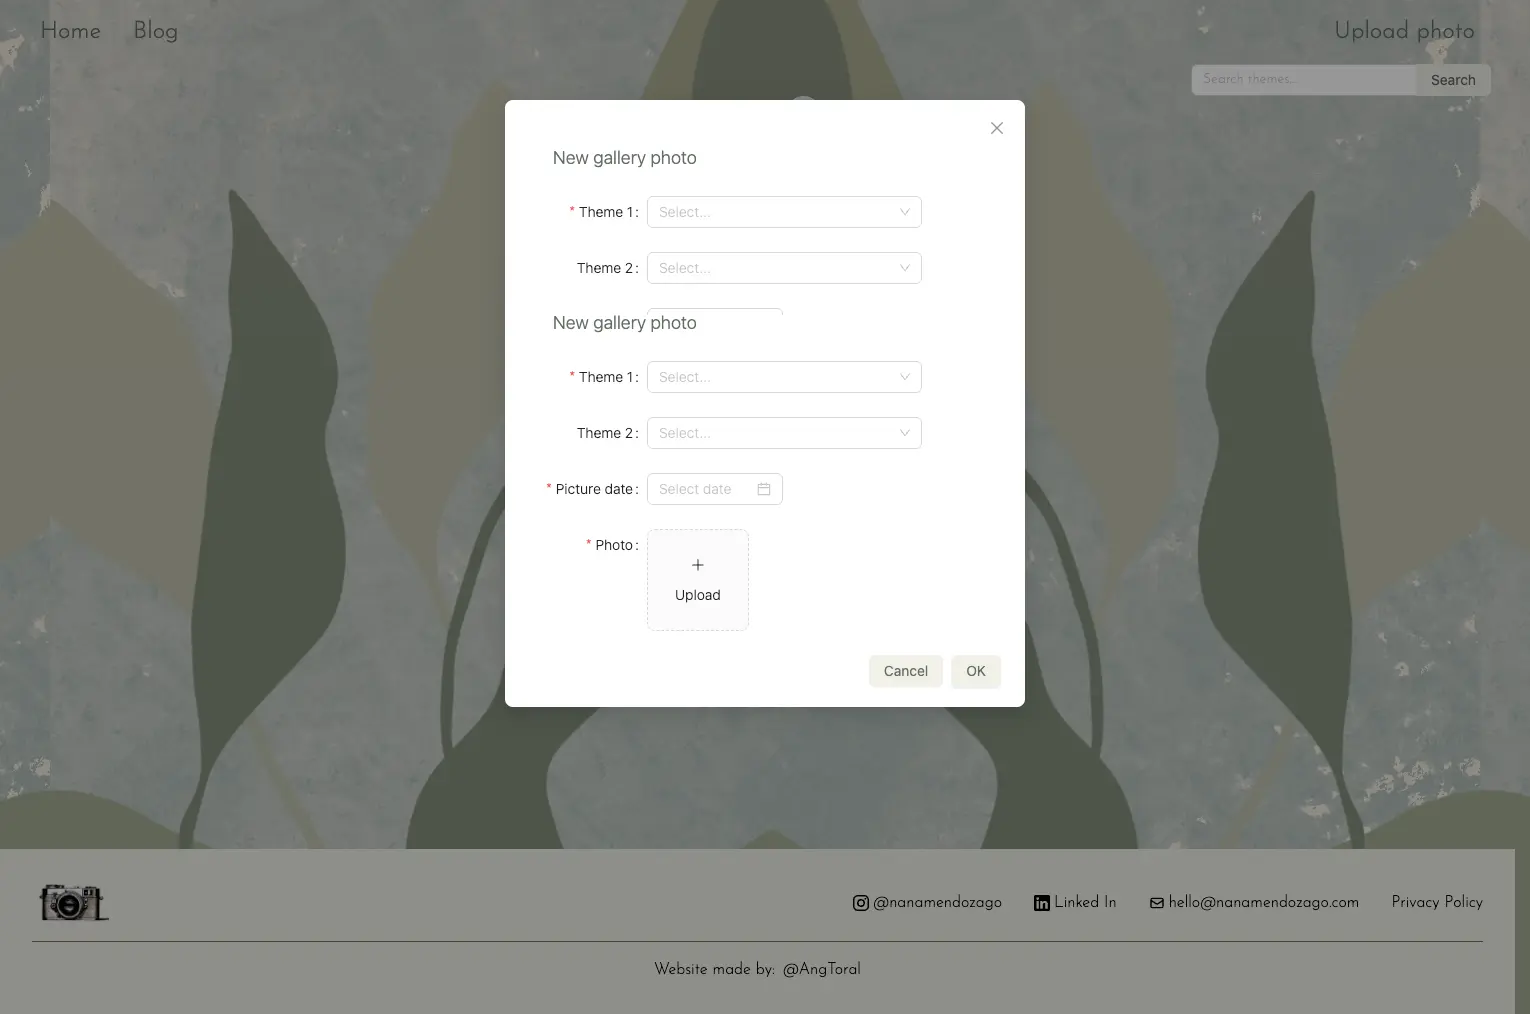 Home Blog Upload photo
Search themes... Search
New gallery photo
* Theme 1: Select...
Theme 2: Select...
New gallery photo
* Theme 1: Select...
Theme 2: Select...
* Picture date: Select date
* Photo:
+
Upload
Cancel OK
@nanamendozago Linked In hello@nanamendozago.com Privacy Policy
Website made by: @AngToral